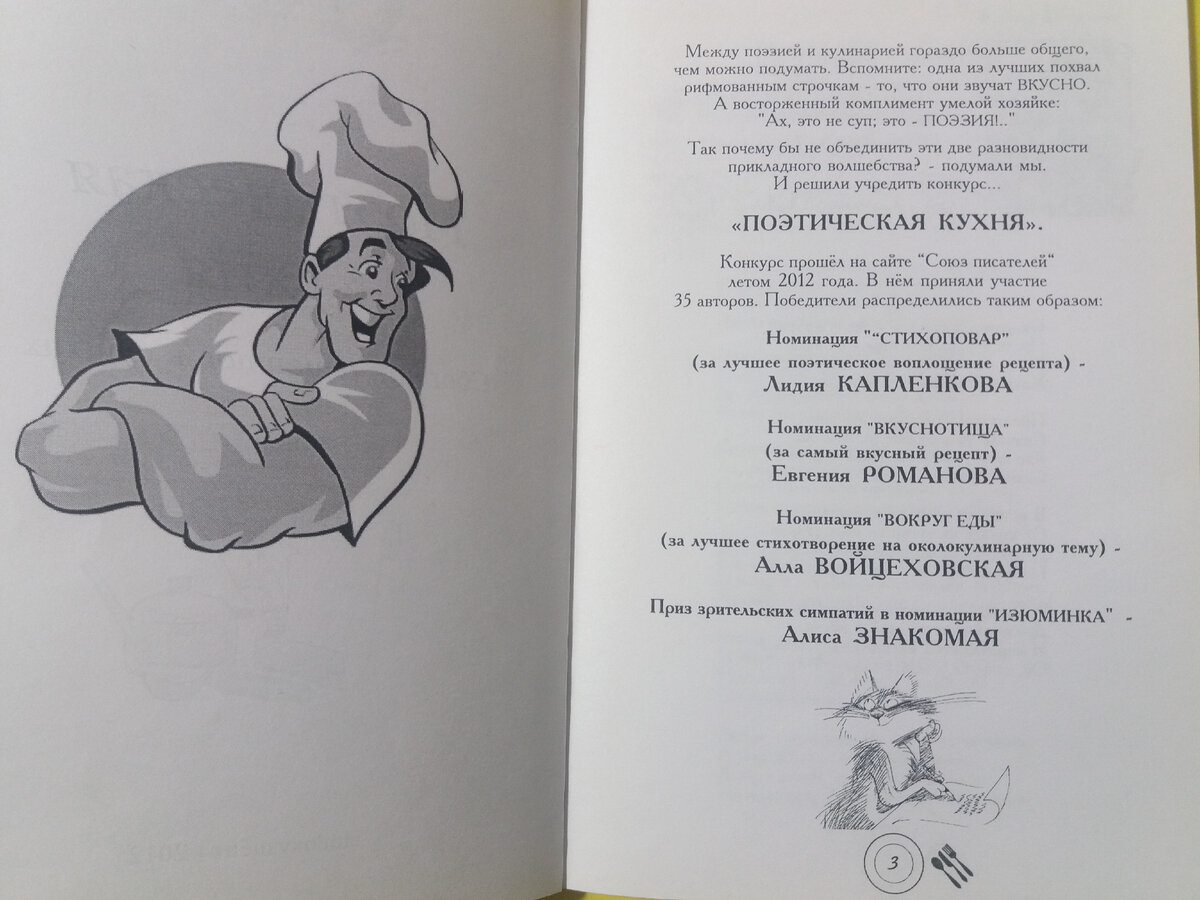 Между поэзией и кулинарией гораздо больше общего,
чем можно подумать. Вспомните: одна из лучших похвал
рифмованным строчкам - то, что они звучат ВКУСНО.
А восторженный комплимент умелой хозяйке:
"Ах, это не суп; это - ПОЭЗИЯ!.."
Так почему бы не объединить эти две разновидности
прикладного волшебства? - подумали мы.
И решили учредить конкурс...
«ПОЭТИЧЕСКАЯ КУХНЯ».
Конкурс прошёл на сайте “Союз писателей“
летом 2012 года. В нём приняли участие
35 авторов. Победители распределились таким образом:
Номинация "“СТИХОПОВАР”
(за лучшее поэтическое воплощение рецепта) -
Лидия КАПЛЕНКОВА
Номинация "ВКУСНОТИЩА"
(за самый вкусный рецепт) -
Евгения РОМАНОВА
Номинация "ВОКРУГ ЕДЫ"
(за лучшее стихотворение на околокулинарную тему) -
Алла ВОЙЦЕХОВСКАЯ
Приз зрительских симпатий в номинации "ИЗЮМИНКА" -
Алиса ЗНАКОМАЯ
3